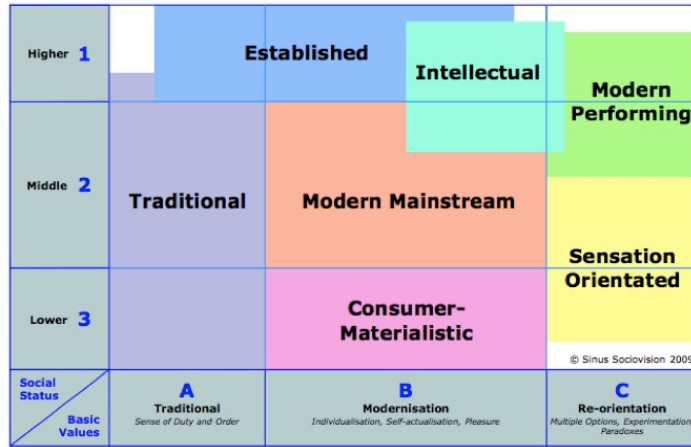 Higher 1
Established
Intellectual
Modern
Performing
Middle 2
Traditional
Modern Mainstream
Sensation
Orientated
Lower 3
Consumer-
Materialistic
© Sinus Sociovision 2009
Social
Status
Basic
Values
A
Traditional
Sense of Duty and Order
B
Modernisation
Individualisation, Self-actualisation, Pleasure
C
Re-orientation
Multiple Options, Experimentation,
Paradoxes